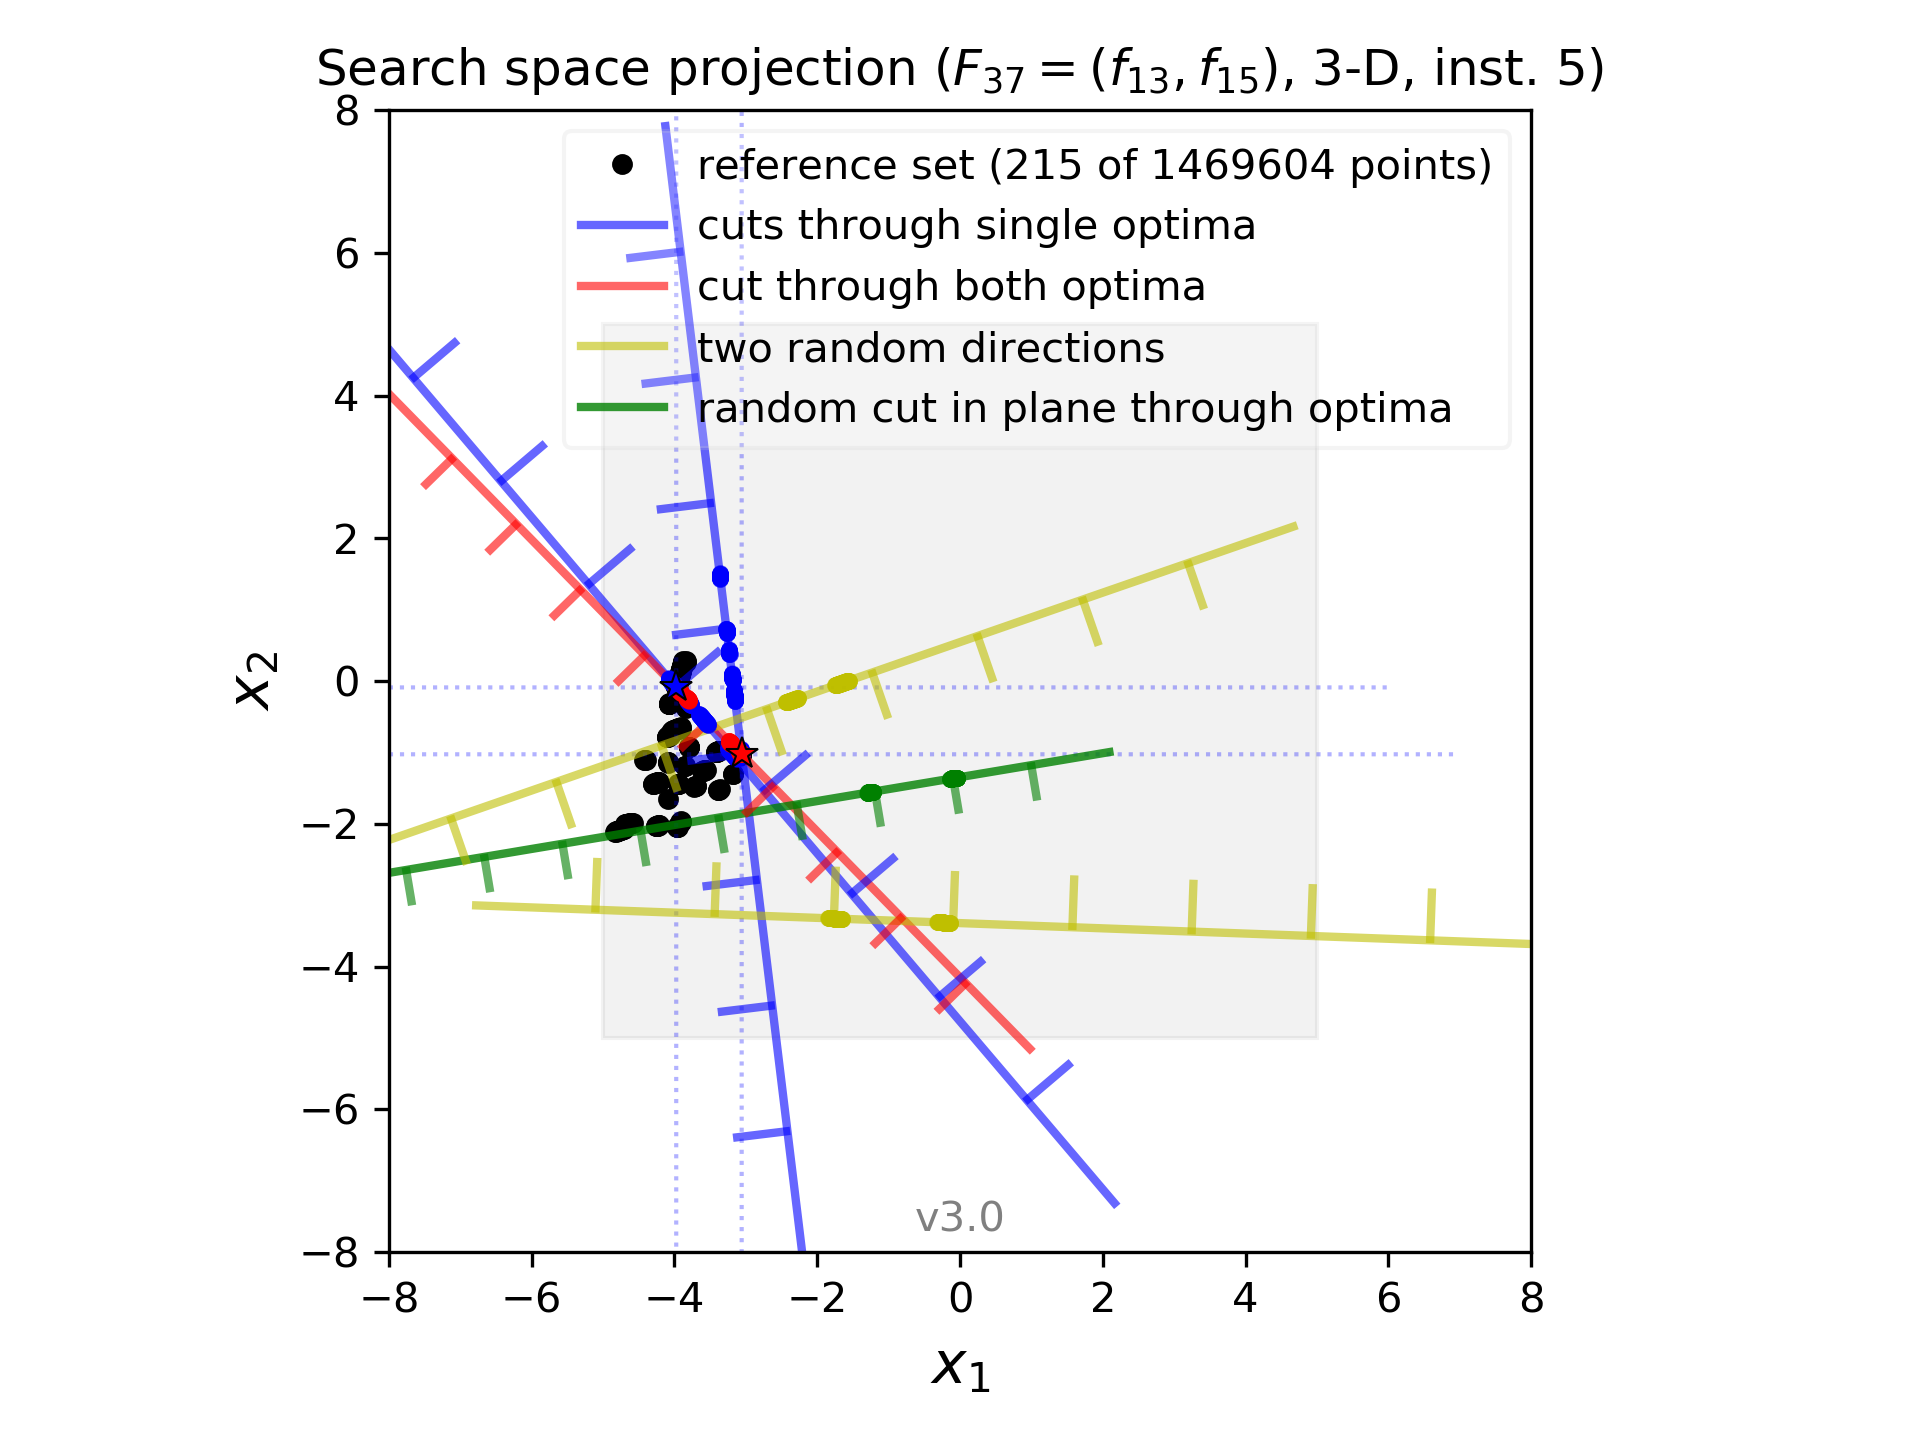 Search space projection (F37 = (f13, f15), 3-D, inst. 5)
reference set (215 of 1469604 points)
cuts through single optima
cut through both optima
two random directions
random cut in plane through optima
8
6
4
2
0
−2
−4
−6
−8
x2
v3.0
−8 −6 −4 −2 0 2 4 6 8
x1